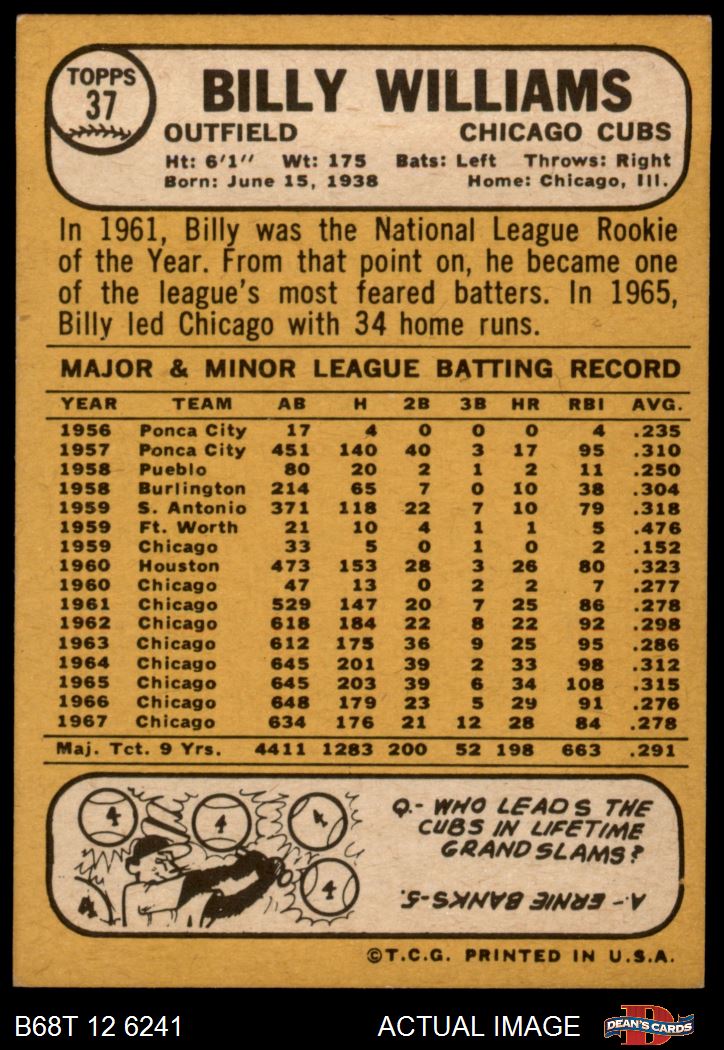 TOPPS
37
BILLY WILLIAMS
OUTFIELD CHICAGO CUBS
Ht: 6'1" Wt: 175 Bats: Left Throws: Right
Born: June 15, 1938 Home: Chicago, Ill.
In 1961, Billy was the National League Rookie
of the Year. From that point on, he became one
of the league's most feared batters. In 1965,
Billy led Chicago with 34 home runs.
MAJOR & MINOR LEAGUE BATTING RECORD
YEAR TEAM AB H 2B 3B HR RBI AVG.
1956 Ponca City 17 4 0 0 0 4 .235
1957 Ponca City 451 140 40 3 17 95 .310
1958 Pueblo 80 20 2 1 2 11 .250
1958 Burlington 214 65 7 0 10 38 .304
1959 S. Antonio 371 118 22 7 10 79 .318
1959 Ft. Worth 21 10 4 1 1 5 .476
1959 Chicago 33 5 0 1 0 2 .152
1960 Houston 473 153 28 3 26 80 .323
1960 Chicago 47 13 0 2 2 7 .277
1961 Chicago 529 147 20 7 25 86 .278
1962 Chicago 618 184 22 8 22 92 .298
1963 Chicago 612 175 36 9 25 95 .286
1964 Chicago 645 201 39 2 33 98 .312
1965 Chicago 645 203 39 6 34 108 .315
1966 Chicago 648 179 23 5 29 91 .276
1967 Chicago 634 176 21 12 28 84 .278
Maj. Tct. 9 Yrs. 4411 1283 200 52 198 663 .291
4 4 4 4 4
Q.- WHO LEADS THE
CUBS IN LIFETIME
GRAND SLAMS?
A.- ERNIE BANKS-5.
©T.C.G. PRINTED IN U.S.A.
B68T 12 6241 ACTUAL IMAGE D DEAN'S CARDS